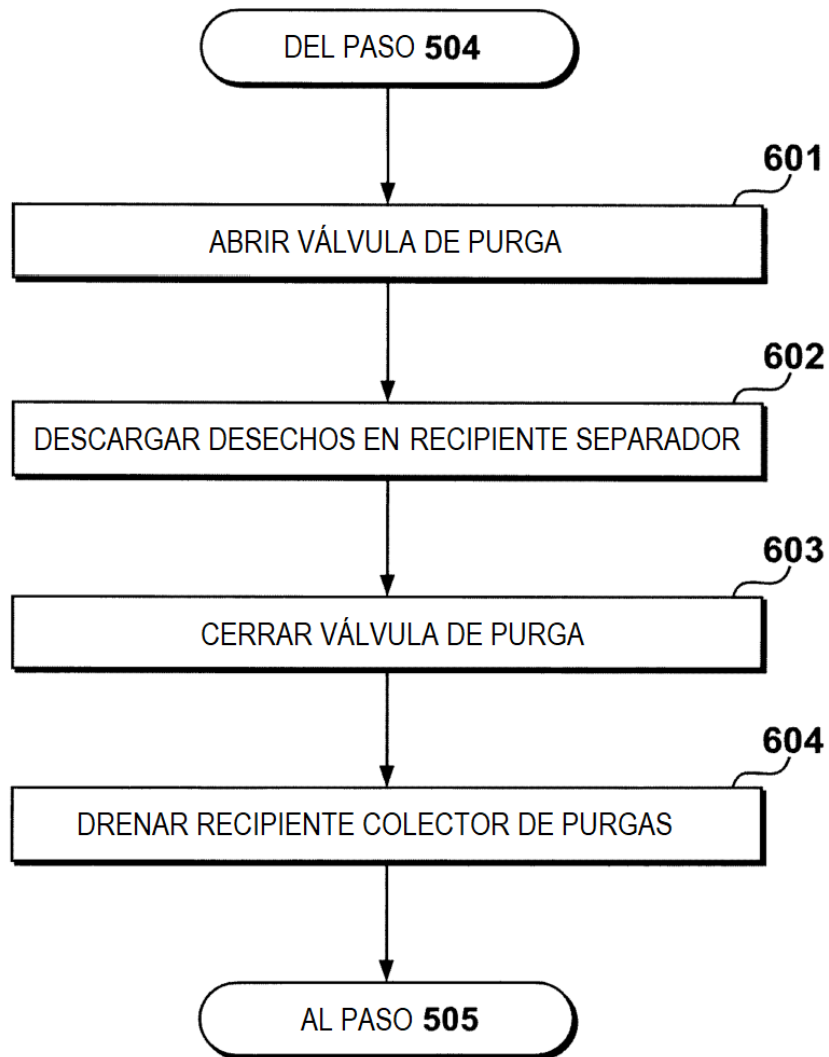 DEL PASO 504
601
ABRIR VÁLVULA DE PURGA
602
DESCARGAR DESECHOS EN RECIPIENTE SEPARADOR
603
CERRAR VÁLVULA DE PURGA
604
DRENAR RECIPIENTE COLECTOR DE PURGAS
AL PASO 505